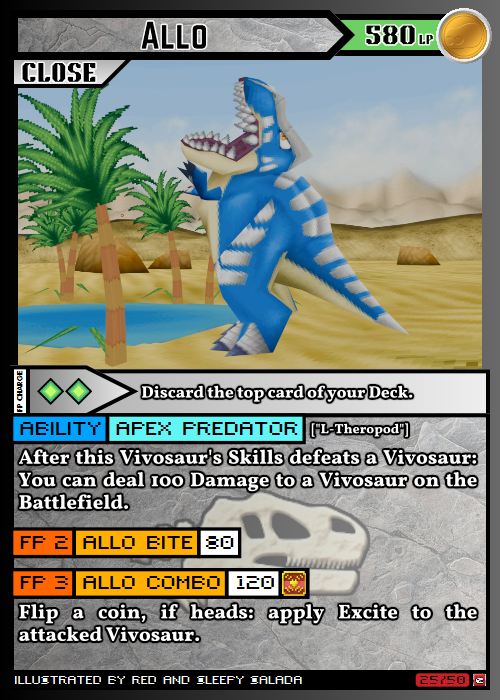 ALLO
580 LP
CLOSE
FP CHARGE
Discard the top card of your Deck.
ABILITY APEX PREDATOR ["L-Theropod"]
After this Vivosaur's Skills defeats a Vivosaur:
You can deal 100 Damage to a Vivosaur on the
Battlefield.
FP 2 ALLO BITE 80
FP 3 ALLO COMBO 120
Flip a coin, if heads: apply Excite to the
attacked Vivosaur.
ILLUSTRATED BY RED AND SLEEPY SALADA
25/50